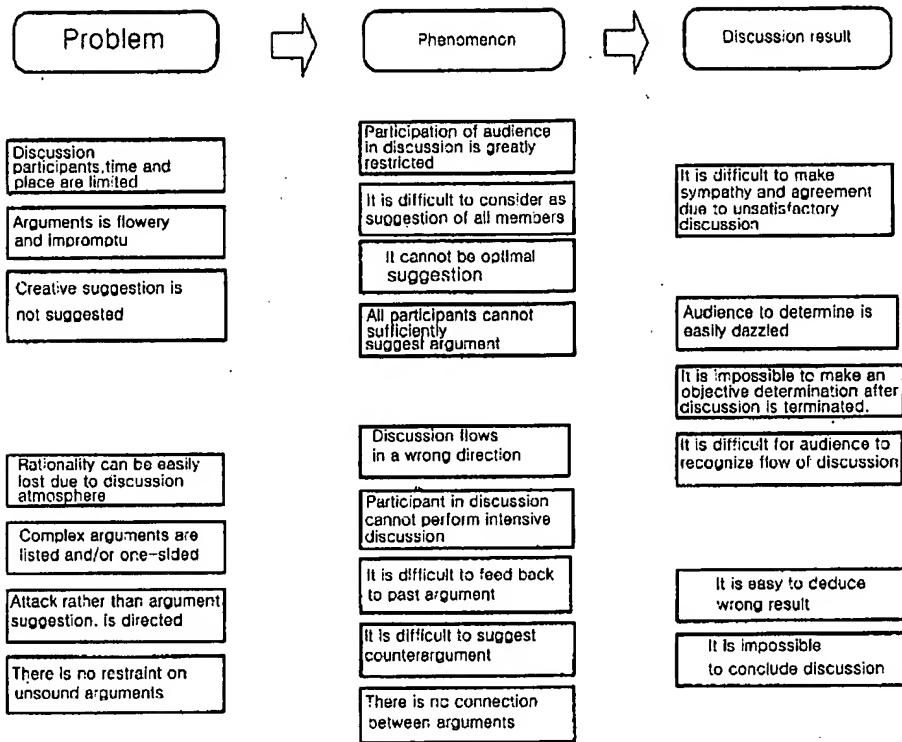 Problem
Phenomenon
Discussion result
Discussion
participants,time and
place are limited
Arguments is flowery
and impromptu
Creative suggestion is
not suggested
Rationality can be easily
lost due to discussion
atmosphere
Complex arguments are
listed and/or one-sided
Attack rather than argument
suggestion. is directed
There is no restraint on
unsound arguments
Participation of audience
in discussion is greatly
restricted
It is difficult to consider as
suggestion of all members
It cannot be optimal
suggestion
All participants cannot
sufficiently
suggest argument
Discussion flows
in a wrong direction
Participant in discussion
cannot perform intensive
discussion
It is difficult to feed back
to past argument
It is difficult to suggest
counterargument
There is no connection
between arguments
It is difficult to make
sympathy and agreement
due to unsatisfactory
discussion
Audience to determine is
easily dazzled
It is impossible to make an
objective determination after
discussion is terminated.
It is difficult for audience to
recognize flow of discussion
It is easy to deduce
wrong result
It is impossible
to conclude discussion